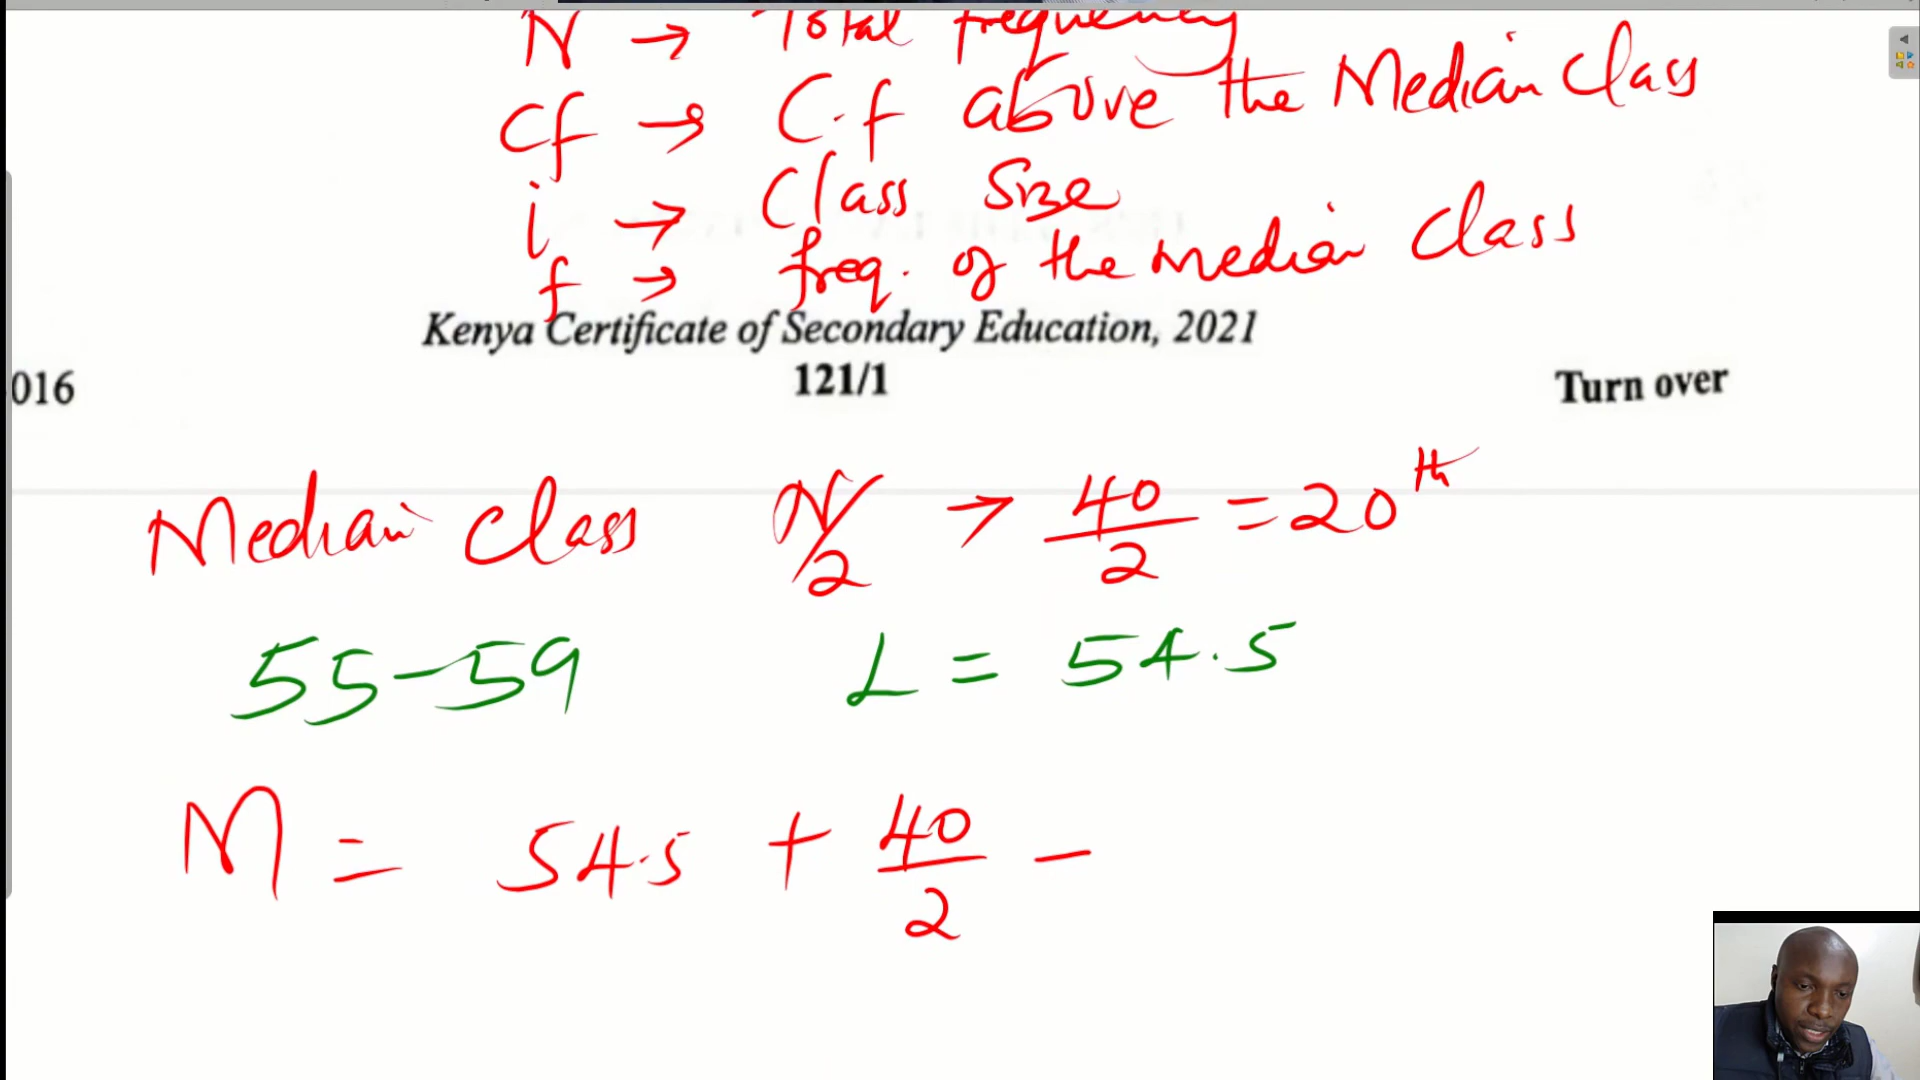 N → Total frequency
Cf → C.f above the Median Class
i → Class Size
f → freq. of the median class
Kenya Certificate of Secondary Education, 2021
016 121/1 Turn over
Median Class N/2 → 40/2 = 20th
55-59 L = 54.5
M = 54.5 + 40/2 -